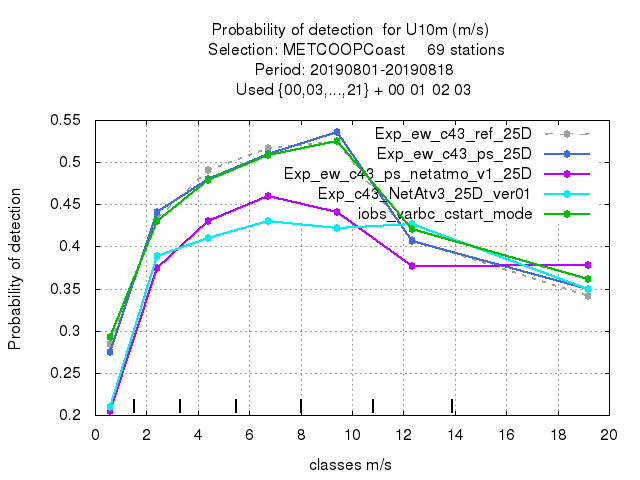 Probability of detection for U10m (m/s)
Selection: METCOOPCoast 69 stations
Period: 20190801-20190818
Used {00,03,...,21} + 00 01 02 03
Exp_ew_c43_ref_25D
Exp_ew_c43_ps_25D
Exp_ew_c43_ps_netatmo_v1_25D
Exp_c43_NetAtv3_25D_ver01
iobs_varbc_cstart_mode
Probability of detection
0.55
0.5
0.45
0.4
0.35
0.3
0.25
0.2
0 2 4 6 8 10 12 14 16 18 20
classes m/s